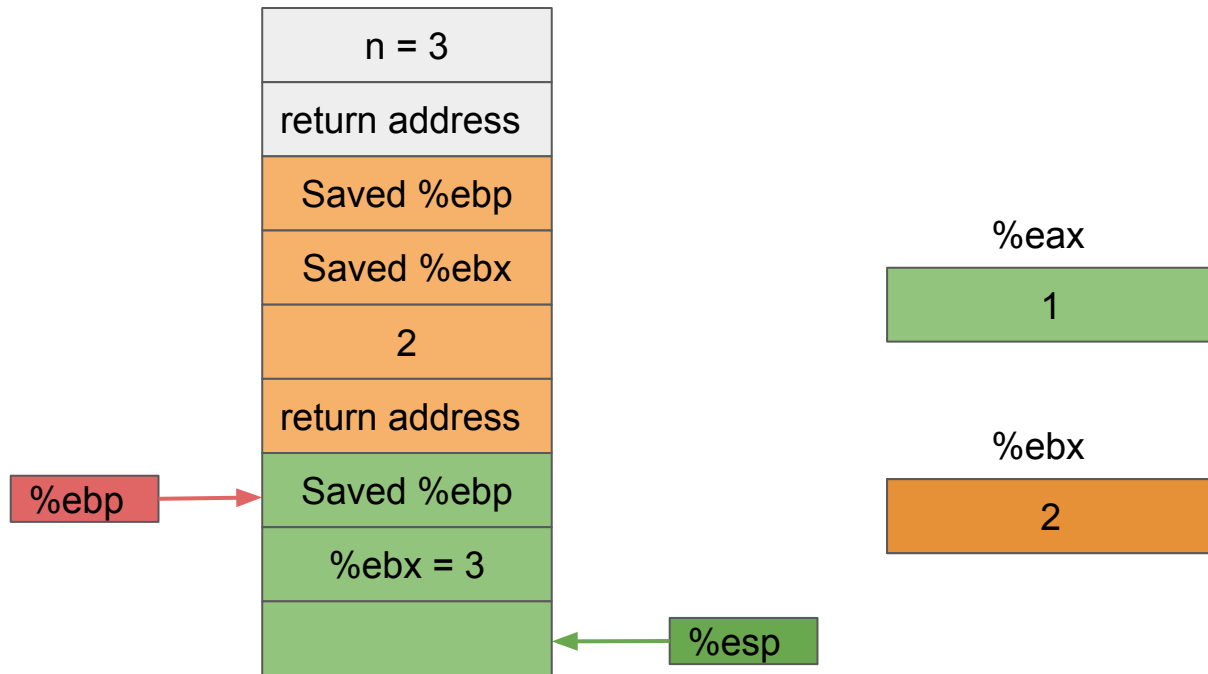 n = 3
return address
Saved %ebp
Saved %ebx
2
return address
Saved %ebp
%ebx = 3
%ebp
%esp
%eax
1
%ebx
2